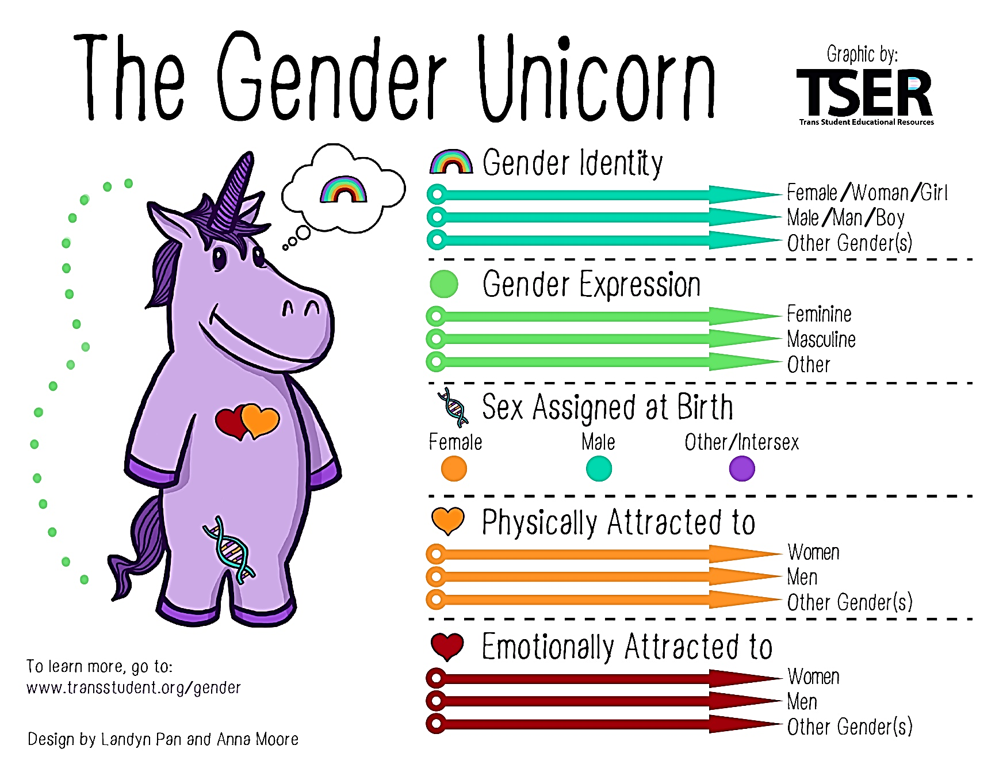 The Gender Unicorn
Graphic by:
TSER
Trans Student Educational Resources
Gender Identity
Female/Woman/Girl
Male/Man/Boy
Other Gender(s)
Gender Expression
Feminine
Masculine
Other
Sex Assigned at Birth
Female Male Other/Intersex
Physically Attracted to
Women
Men
Other Gender(s)
Emotionally Attracted to
Women
Men
Other Gender(s)
To learn more, go to:
www.transstudent.org/gender
Design by Landyn Pan and Anna Moore